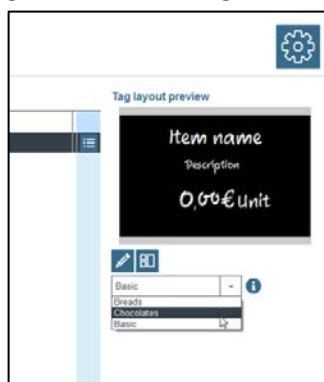 Tag layout preview
Item name
Description
0,00€ Unit
Basic
Breads
Chocolates
Basic